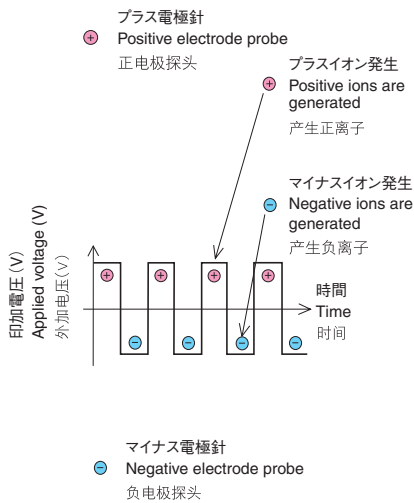 プラス電極針
Positive electrode probe
正电极探头
プラスイオン発生
Positive ions are
generated
产生正离子
マイナスイオン発生
Negative ions are
generated
产生负离子
印加電圧（V）
Applied voltage (V)
外加电压（V）
時間
Time
时间
マイナス電極針
Negative electrode probe
负电极探头